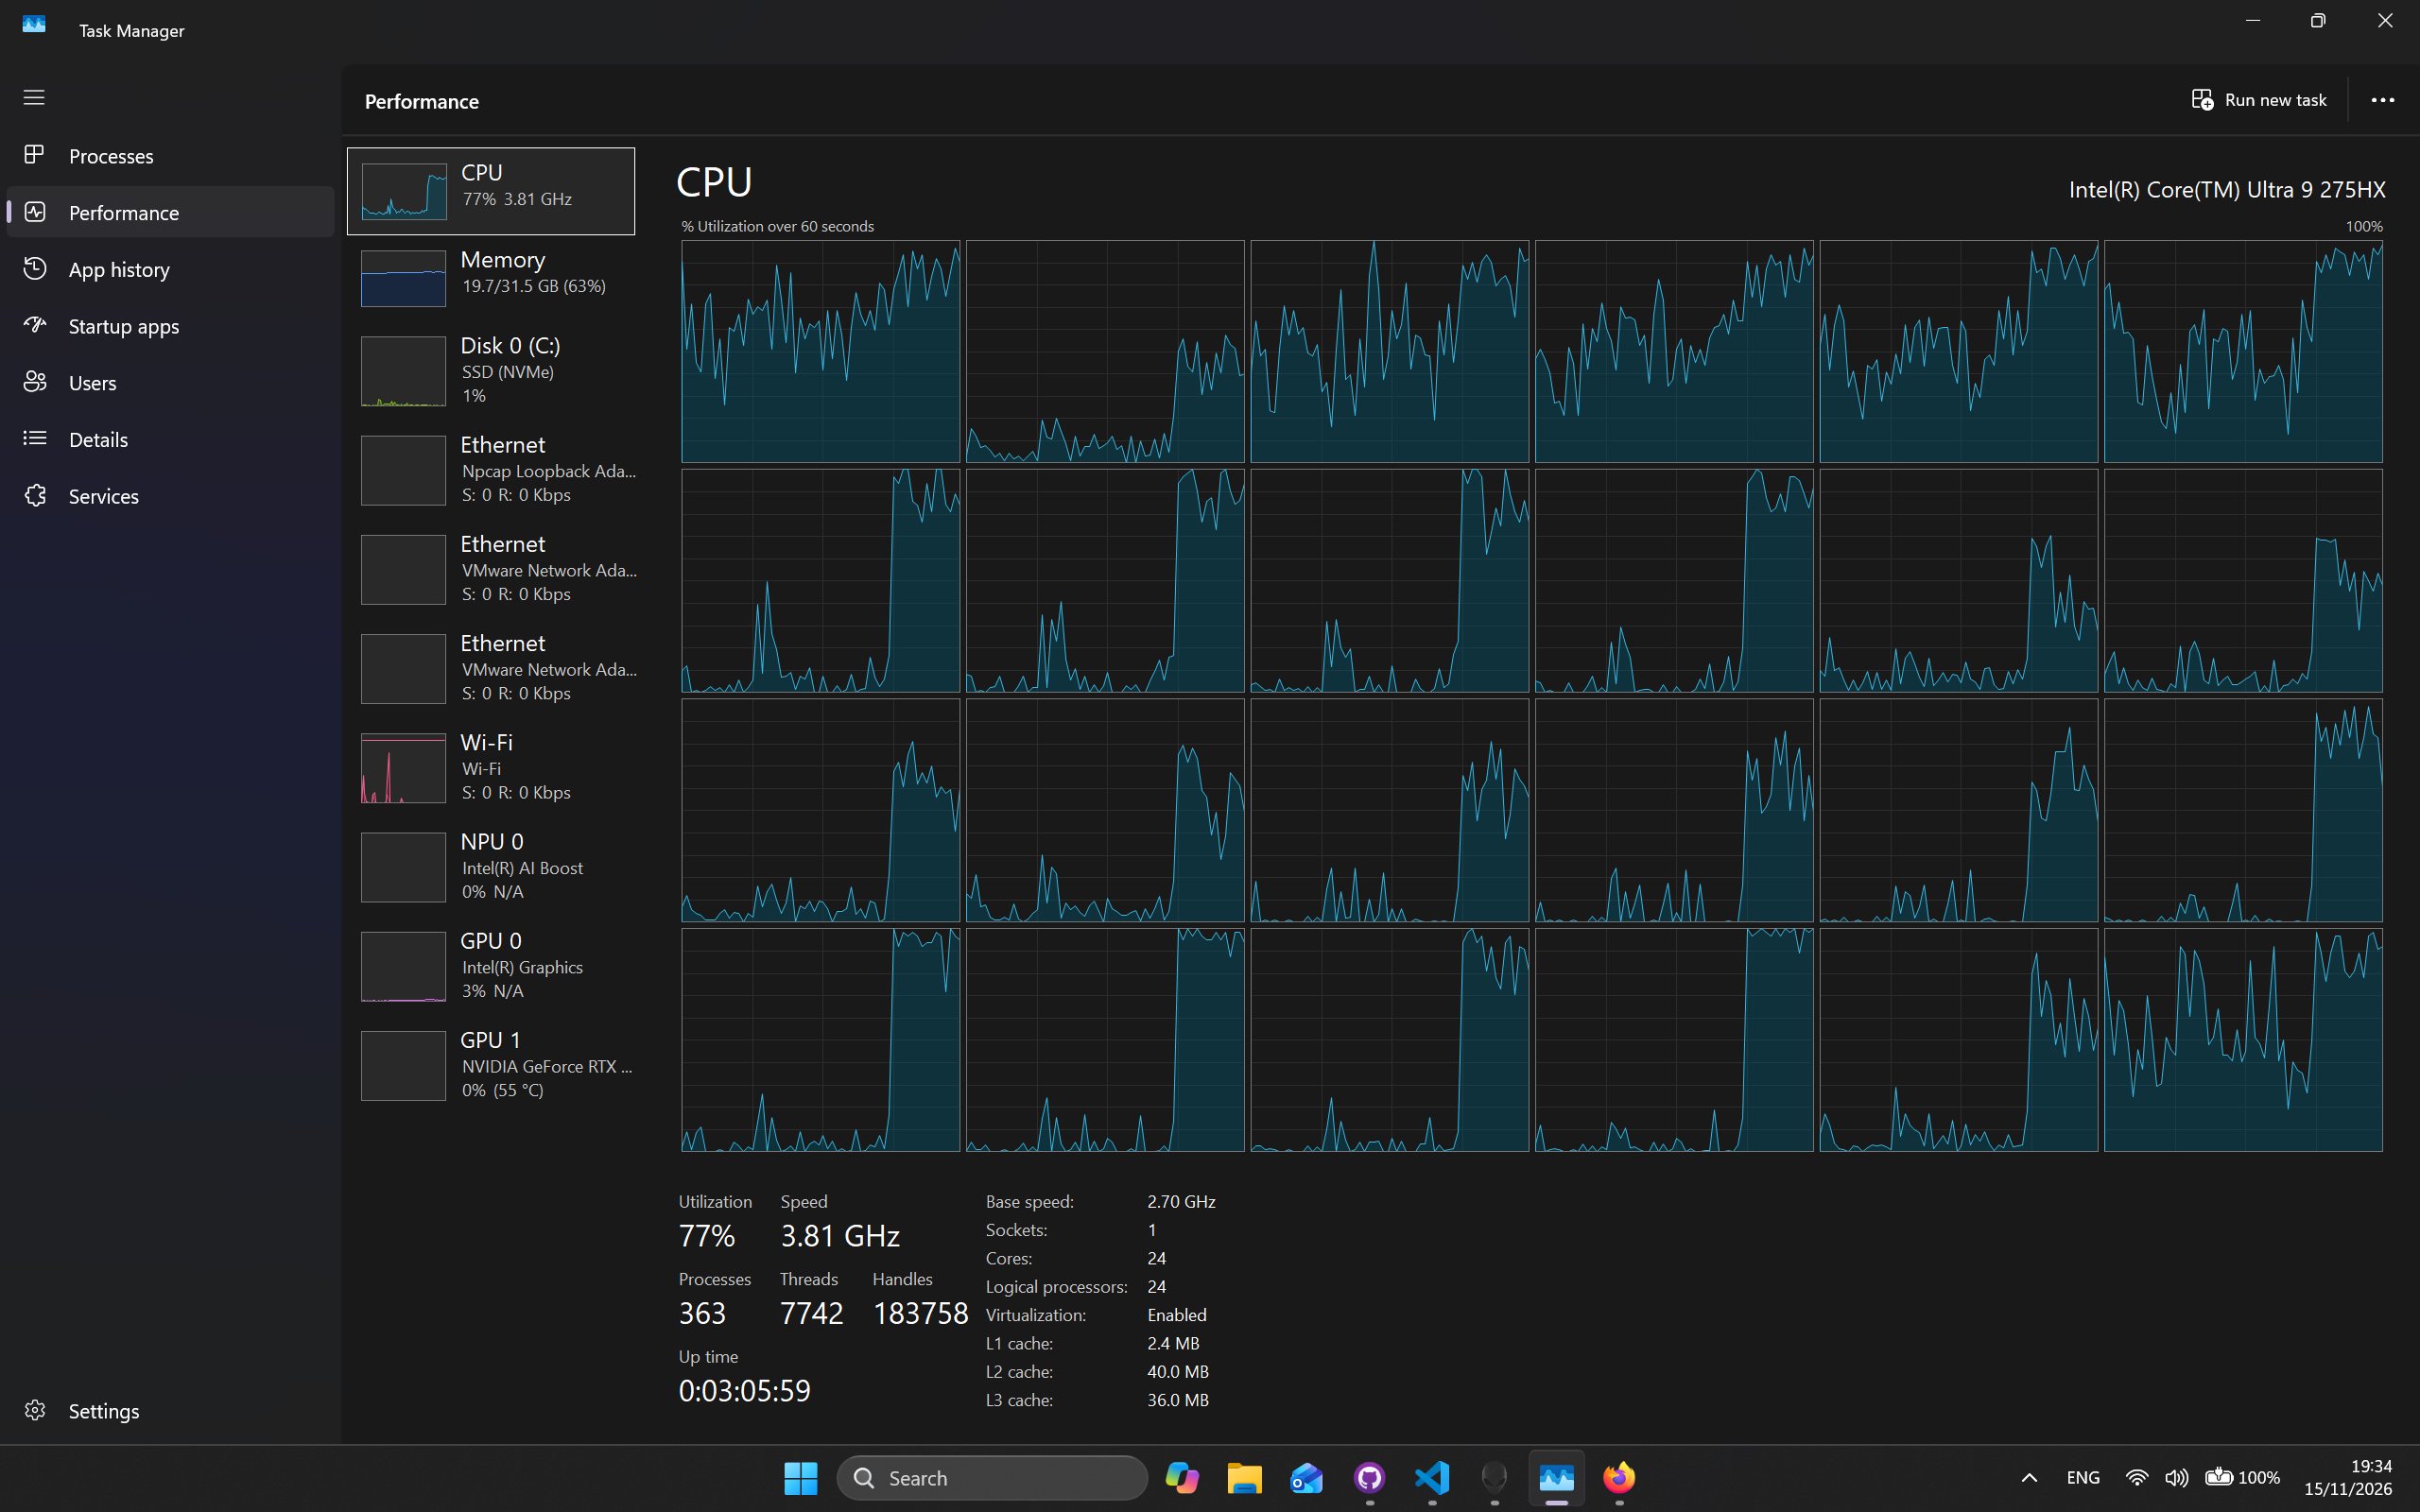 Task Manager
Processes
Performance
App history
Startup apps
Users
Details
Services
Settings
Performance
Run new task
CPU
77% 3.81 GHz
Memory
19.7/31.5 GB (63%)
Disk 0 (C:)
SSD (NVMe)
1%
Ethernet
Npcap Loopback Ada...
S: 0 R: 0 Kbps
Ethernet
VMware Network Ada...
S: 0 R: 0 Kbps
Ethernet
VMware Network Ada...
S: 0 R: 0 Kbps
Wi-Fi
Wi-Fi
S: 0 R: 0 Kbps
NPU 0
Intel(R) AI Boost
0% N/A
GPU 0
Intel(R) Graphics
3% N/A
GPU 1
NVIDIA GeForce RTX ...
0% (55 °C)
CPU
Intel(R) Core(TM) Ultra 9 275HX
% Utilization over 60 seconds
100%
Utilization Speed
77% 3.81 GHz
Processes Threads Handles
363 7742 183758
Up time
0:03:05:59
Base speed: 2.70 GHz
Sockets: 1
Cores: 24
Logical processors: 24
Virtualization: Enabled
L1 cache: 2.4 MB
L2 cache: 40.0 MB
L3 cache: 36.0 MB
Search
ENG
100%
19:34
15/11/2026